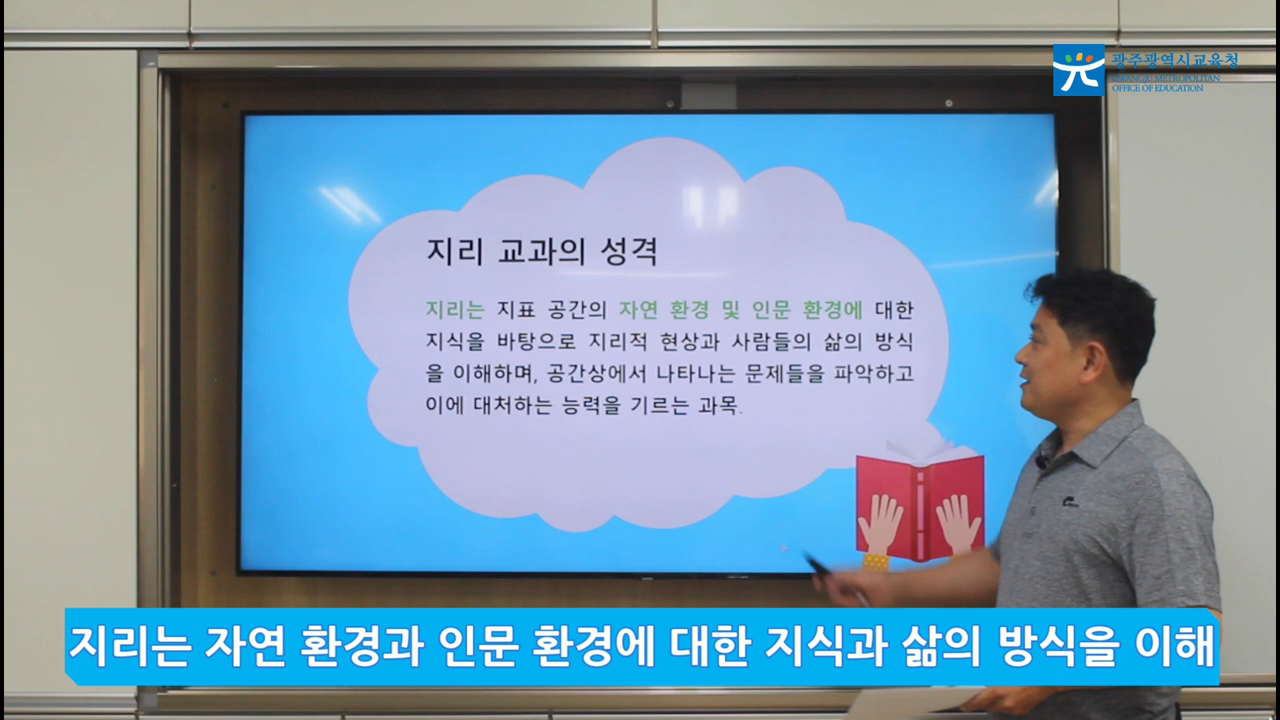 광주광역시교육청
GWANGJU METROPOLITAN
OFFICE OF EDUCATION
지리 교과의 성격
지리는 지표 공간의 자연 환경 및 인문 환경에 대한
지식을 바탕으로 지리적 현상과 사람들의 삶의 방식
을 이해하며, 공간상에서 나타나는 문제들을 파악하고
이에 대처하는 능력을 기르는 과목.
지리는 자연 환경과 인문 환경에 대한 지식과 삶의 방식을 이해